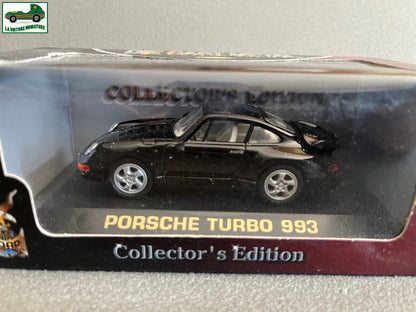 LA VOITURE MINIATURE
COLLECTOR'S EDITION
PORSCHE TURBO 993
Collector's Edition